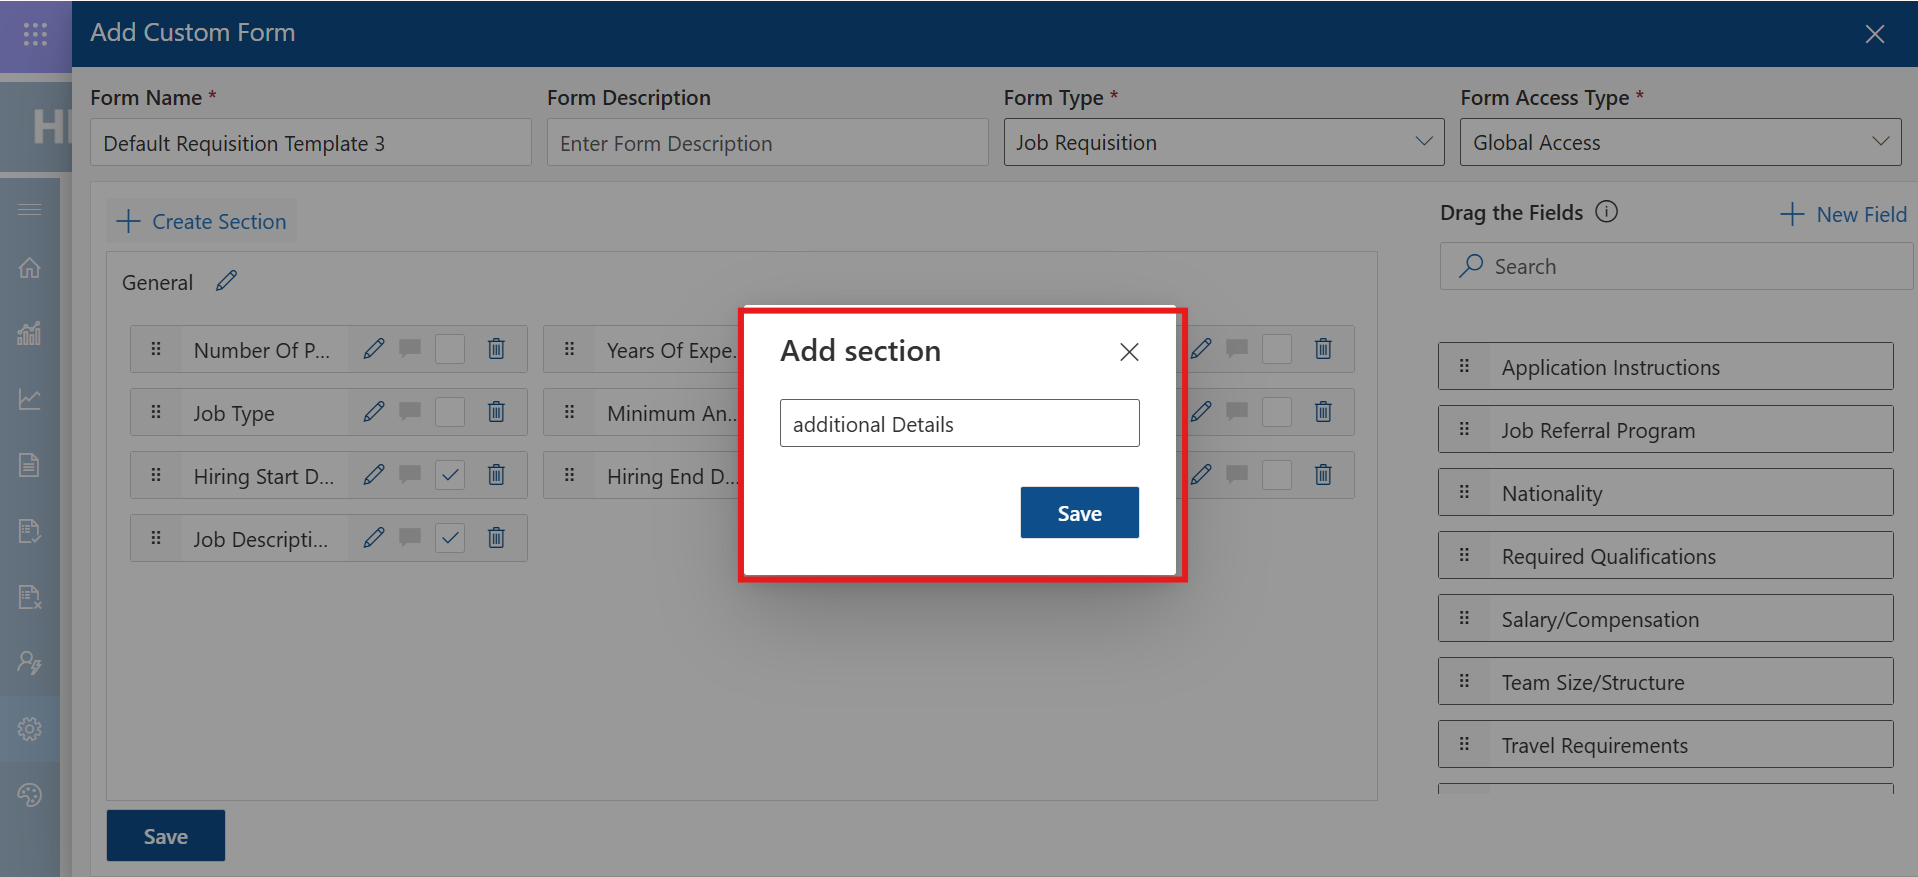 Add Custom Form
Form Name *
Form Description
Form Type *
Form Access Type *
Default Requisition Template 3
Enter Form Description
Job Requisition
Global Access
Create Section
Drag the Fields
New Field
Search
General
Number Of P...
Years Of Expe...
Job Type
Minimum An...
Hiring Start D...
Hiring End D...
Job Descripti...
Add section
additional Details
Save
Application Instructions
Job Referral Program
Nationality
Required Qualifications
Salary/Compensation
Team Size/Structure
Travel Requirements
Save